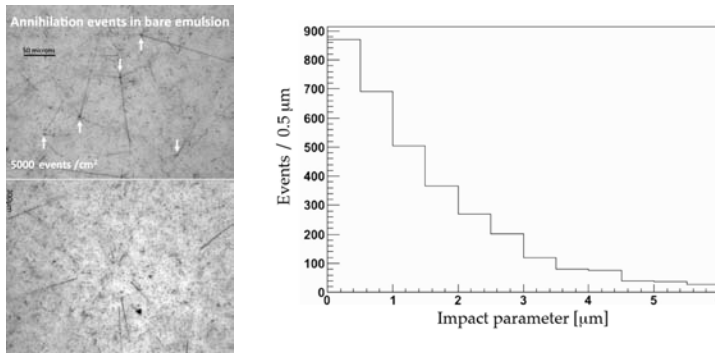 Annihilation events in bare emulsion
50 microns
5000 events /cm²
Events / 0.5 μm
900
800
700
600
500
400
300
200
100
0
0 1 2 3 4 5
Impact parameter [μm]